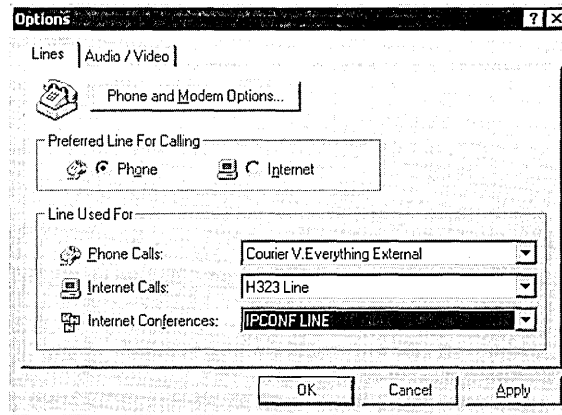 Options
Lines Audio / Video
Phone and Modem Options...
Preferred Line For Calling
Phone Internet
Line Used For
Phone Calls: Courier V.Everything External
Internet Calls: H323 Line
Internet Conferences: IPCONF LINE
OK Cancel Apply